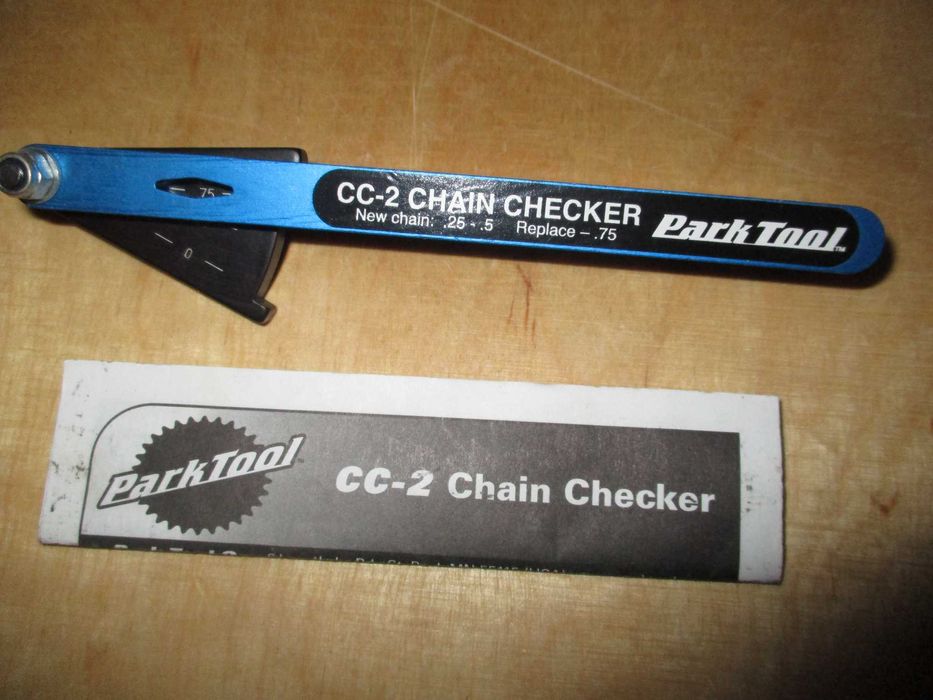 .75
0
CC-2 CHAIN CHECKER
New chain: .25 - .5 Replace – .75
Park Tool™
Park Tool
CC-2 Chain Checker